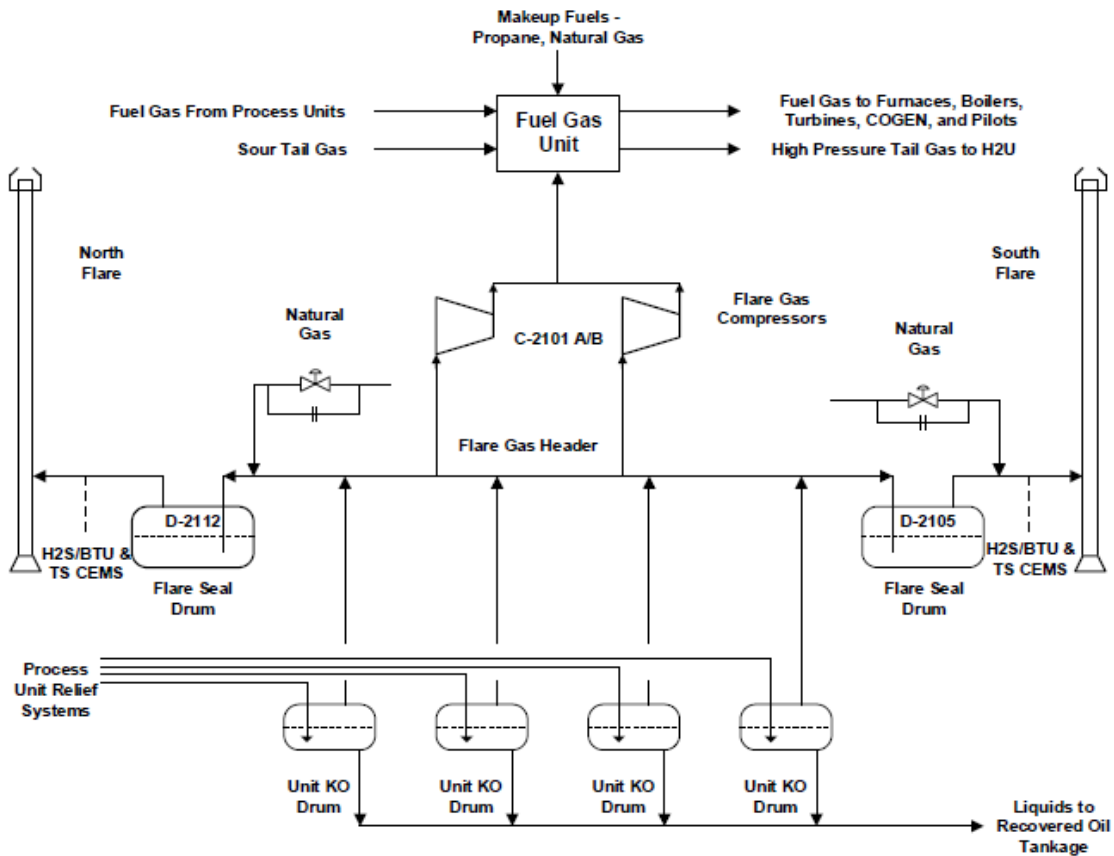 Makeup Fuels -
Propane, Natural Gas
Fuel Gas From Process Units
Sour Tail Gas
Fuel Gas
Unit
Fuel Gas to Furnaces, Boilers,
Turbines, COGEN, and Pilots
High Pressure Tail Gas to H2U
North
Flare
South
Flare
Natural
Gas
C-2101 A/B
Flare Gas
Compressors
Natural
Gas
Flare Gas Header
D-2112
D-2105
H2S/BTU &
TS CEMS
Flare Seal
Drum
Flare Seal
Drum
H2S/BTU &
TS CEMS
Process
Unit Relief
Systems
Unit KO
Drum
Unit KO
Drum
Unit KO
Drum
Unit KO
Drum
Liquids to
Recovered Oil
Tankage